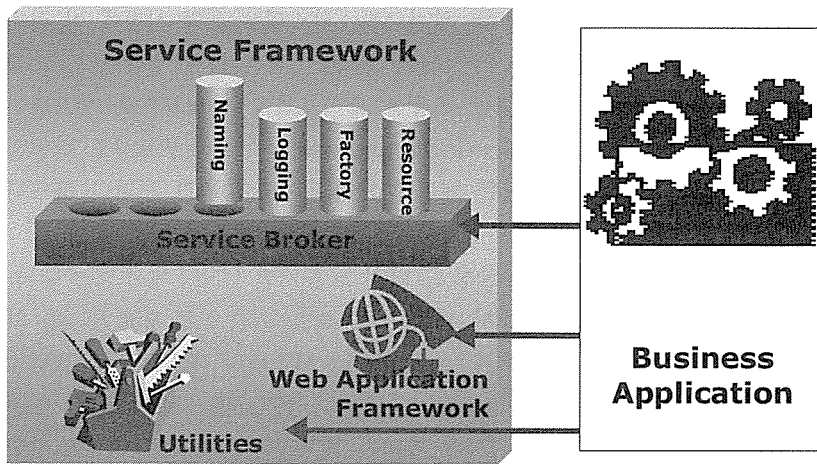 Service Framework
Naming
Logging
Factory
Resource
Service Broker
Web Application
Framework
Utilities
Business
Application